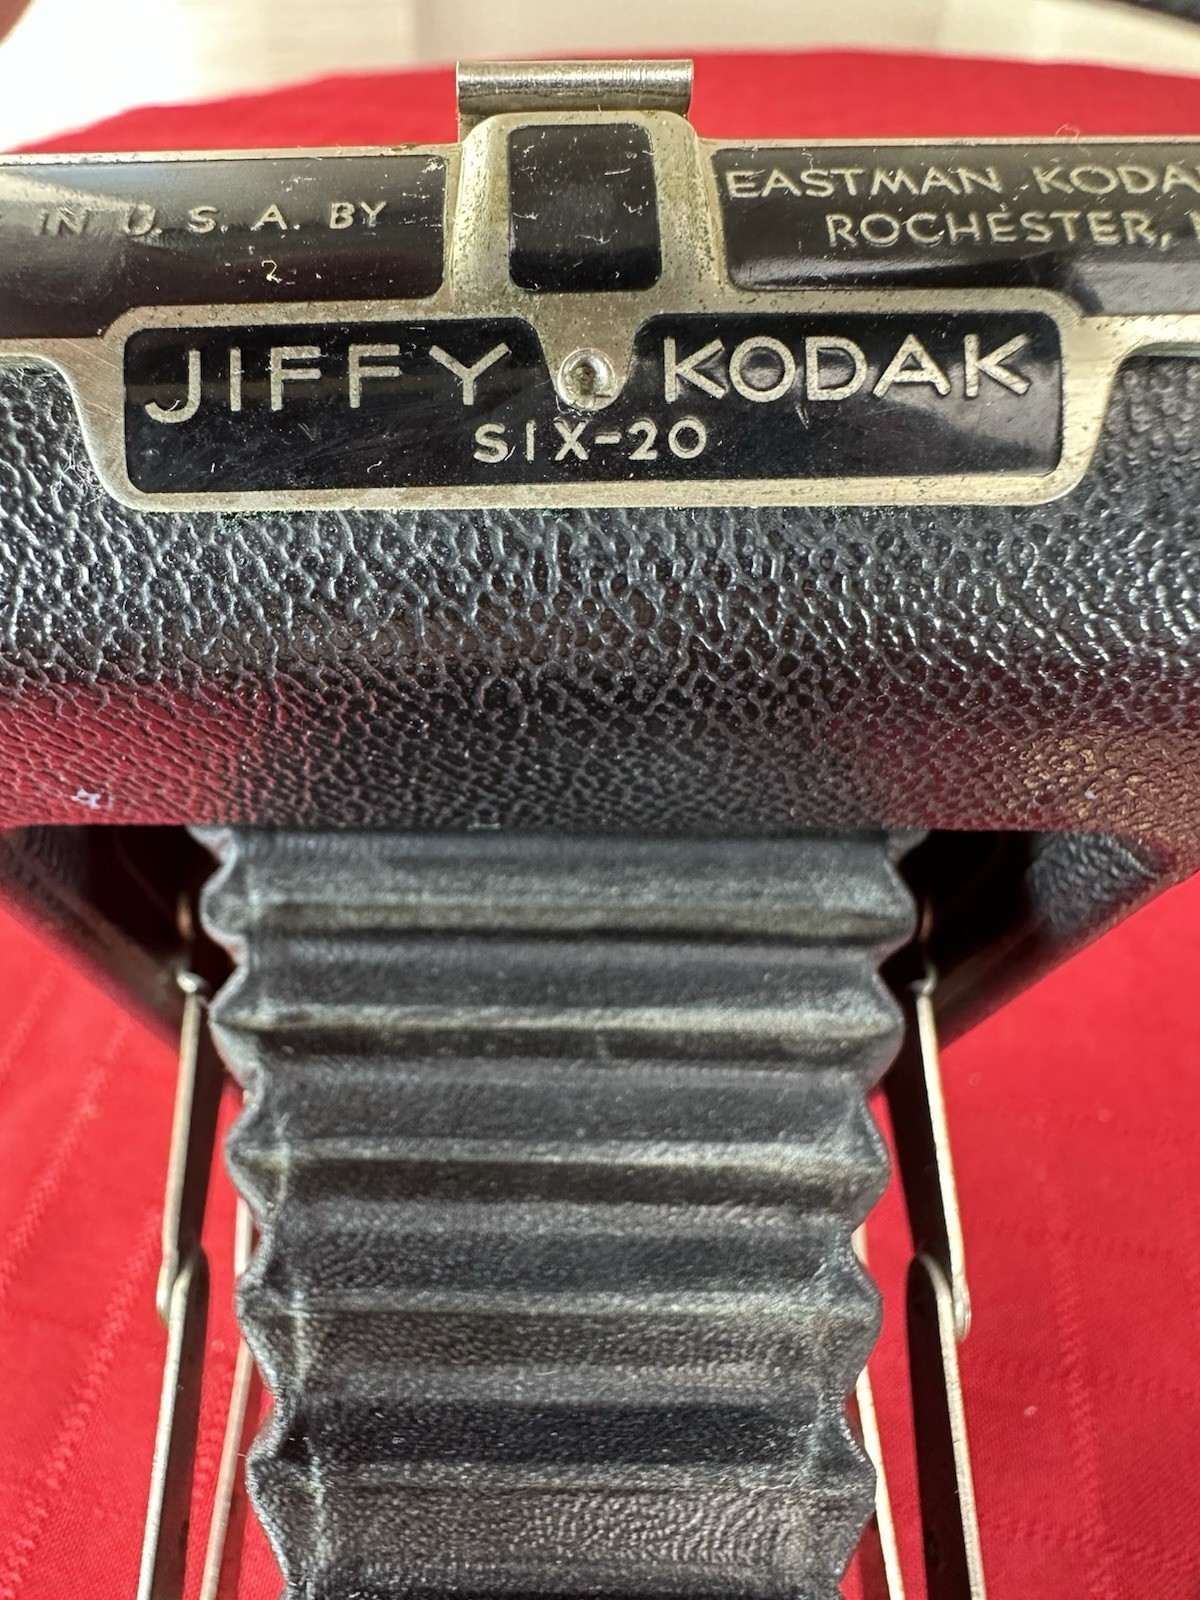 IN U. S. A. BY
EASTMAN KODA
ROCHESTER,
JIFFY KODAK
SIX-20